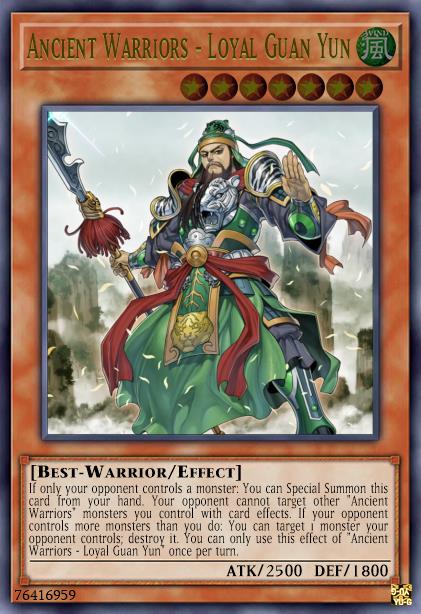 Ancient Warriors - Loyal Guan Yun
WIND
風
[Best-Warrior/Effect]
If only your opponent controls a monster: You can Special Summon this
card from your hand. Your opponent cannot target other "Ancient
Warriors" monsters you control with card effects. If your opponent
controls more monsters than you do: You can target 1 monster your
opponent controls; destroy it. You can only use this effect of "Ancient
Warriors - Loyal Guan Yun" once per turn.
ATK/2500 DEF/1800
76416959